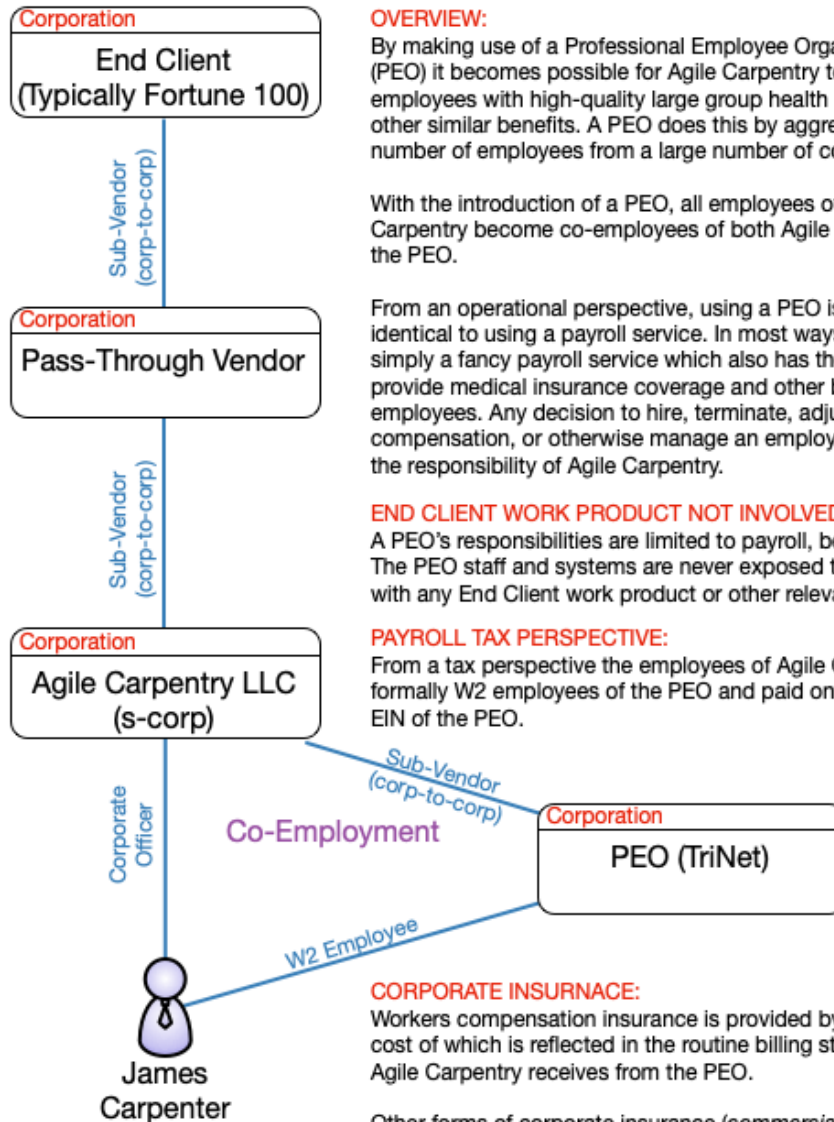 Corporation
End Client
(Typically Fortune 100)
Sub-Vendor
(corp-to-corp)
Corporation
Pass-Through Vendor
Sub-Vendor
(corp-to-corp)
Corporation
Agile Carpentry LLC
(s-corp)
Sub-Vendor
(corp-to-corp)
Corporate
Officer
Co-Employment
Corporation
PEO (TriNet)
W2 Employee
James
Carpenter
OVERVIEW:
By making use of a Professional Employee Orga
(PEO) it becomes possible for Agile Carpentry t
employees with high-quality large group health
other similar benefits. A PEO does this by aggre
number of employees from a large number of c
With the introduction of a PEO, all employees o
Carpentry become co-employees of both Agile
the PEO.
From an operational perspective, using a PEO is
identical to using a payroll service. In most ways
simply a fancy payroll service which also has th
provide medical insurance coverage and other
employees. Any decision to hire, terminate, adju
compensation, or otherwise manage an employ
the responsibility of Agile Carpentry.
END CLIENT WORK PRODUCT NOT INVOLVED
A PEO's responsibilities are limited to payroll, be
The PEO staff and systems are never exposed t
with any End Client work product or other releva
PAYROLL TAX PERSPECTIVE:
From a tax perspective the employees of Agile C
formally W2 employees of the PEO and paid on
EIN of the PEO.
CORPORATE INSURNACE:
Workers compensation insurance is provided by
cost of which is reflected in the routine billing st
Agile Carpentry receives from the PEO.
Other forms of corporate insurance (commercia